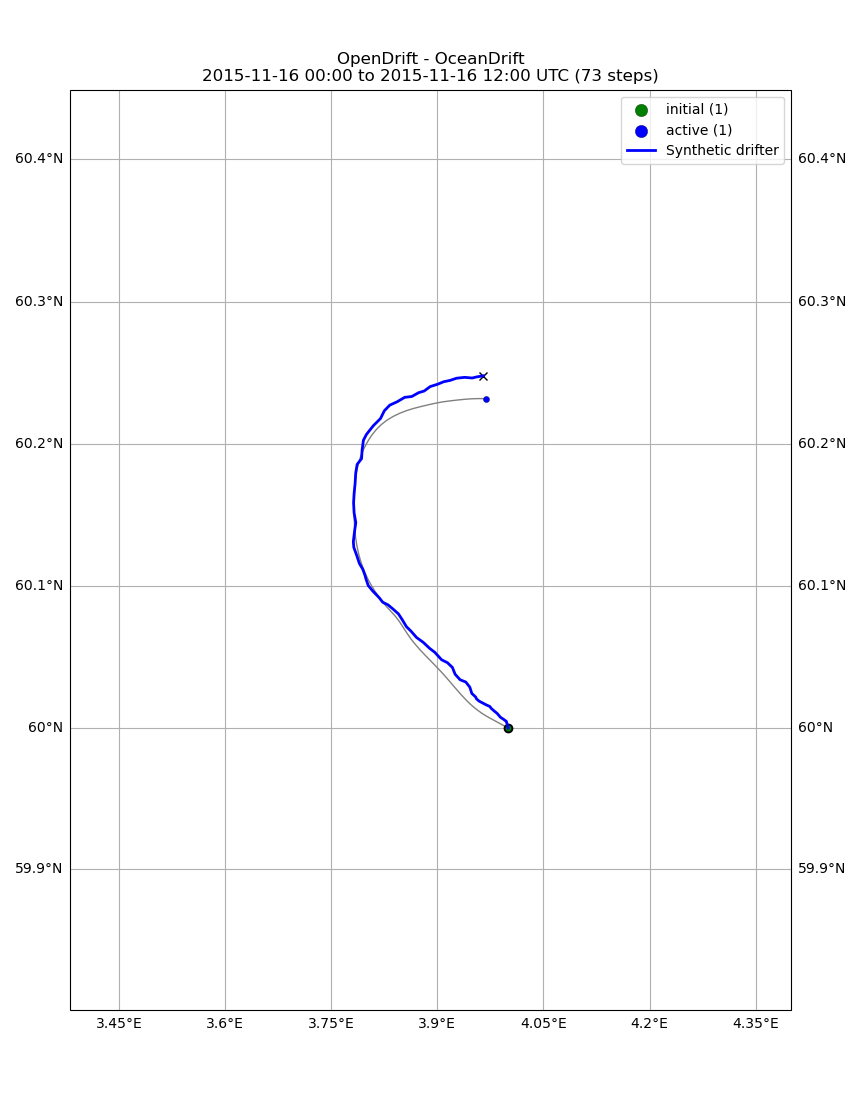 OpenDrift - OceanDrift
2015-11-16 00:00 to 2015-11-16 12:00 UTC (73 steps)
initial (1)
active (1)
Synthetic drifter
60.4°N 60.4°N
60.3°N 60.3°N
60.2°N 60.2°N
60.1°N 60.1°N
60°N 60°N
59.9°N 59.9°N
3.45°E 3.6°E 3.75°E 3.9°E 4.05°E 4.2°E 4.35°E